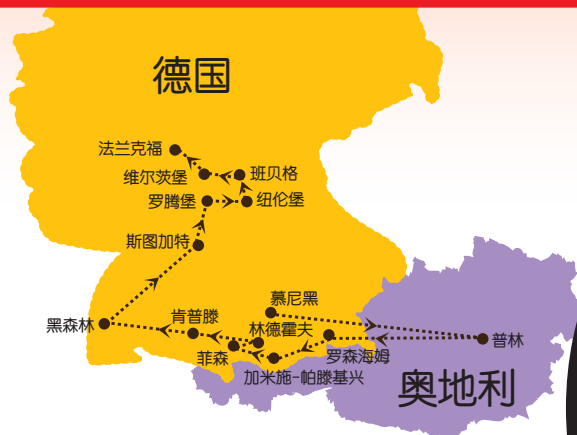 德国
法兰克福
维尔茨堡
班贝格
罗腾堡
纽伦堡
斯图加特
慕尼黑
黑森林
肯普滕
林德霍夫
普林
菲森
罗森海姆
加米施-帕滕基兴
奥地利